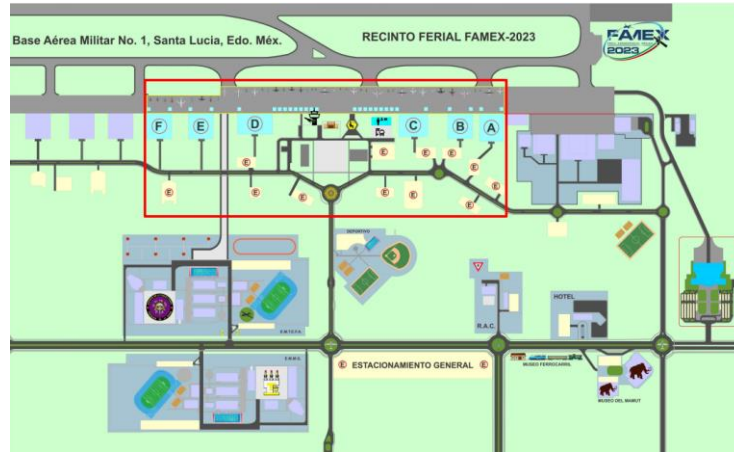 Base Aérea Militar No. 1, Santa Lucia, Edo. Méx.
RECINTO FERIAL FAMEX-2023
FAMEX
2023
F
E
D
C
B
A
E
E
E
E
E
E
E
E
E
E
E
DEPORTIVO
R.A.C.
HOTEL
E ESTACIONAMIENTO GENERAL E
MUSEO FERROCARRIL
MUSEO DEL MAMUT